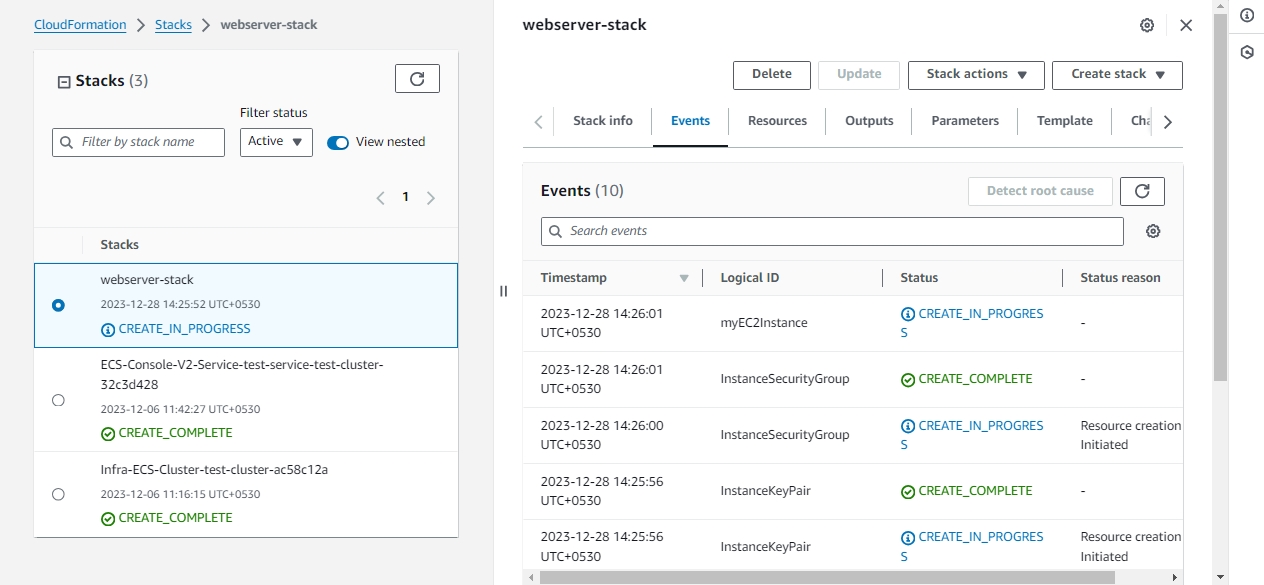 CloudFormation > Stacks > webserver-stack
Stacks (3)
Filter status
Filter by stack name
Active
View nested
1
Stacks
webserver-stack
2023-12-28 14:25:52 UTC+0530
CREATE_IN_PROGRESS
ECS-Console-V2-Service-test-service-test-cluster-
32c3d428
2023-12-06 11:42:27 UTC+0530
CREATE_COMPLETE
Infra-ECS-Cluster-test-cluster-ac58c12a
2023-12-06 11:16:15 UTC+0530
CREATE_COMPLETE
webserver-stack
Delete Update Stack actions Create stack
Stack info Events Resources Outputs Parameters Template
Events (10)
Detect root cause
Search events
Timestamp Logical ID Status Status reason
2023-12-28 14:26:01
UTC+0530
myEC2Instance
CREATE_IN_PROGRES
S
-
2023-12-28 14:26:01
UTC+0530
InstanceSecurityGroup
CREATE_COMPLETE
-
2023-12-28 14:26:00
UTC+0530
InstanceSecurityGroup
CREATE_IN_PROGRES
S
Resource creation
Initiated
2023-12-28 14:25:56
UTC+0530
InstanceKeyPair
CREATE_COMPLETE
-
2023-12-28 14:25:56
UTC+0530
InstanceKeyPair
CREATE_IN_PROGRES
S
Resource creation
Initiated